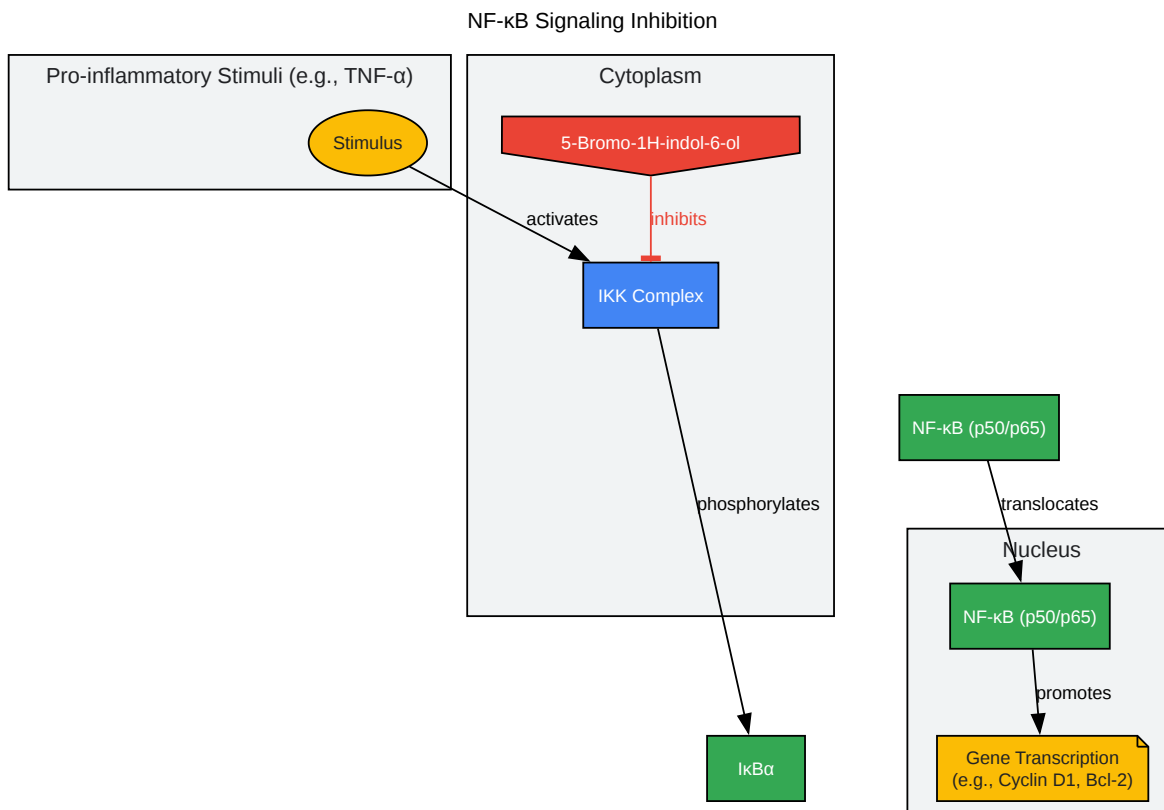 NF-κB Signaling Inhibition
Pro-inflammatory Stimuli (e.g., TNF-α)
Cytoplasm
Stimulus
5-Bromo-1H-indol-6-ol
activates
inhibits
IKK Complex
NF-κB (p50/p65)
phosphorylates
translocates
Nucleus
NF-κB (p50/p65)
promotes
IκBα
Gene Transcription
(e.g., Cyclin D1, Bcl-2)